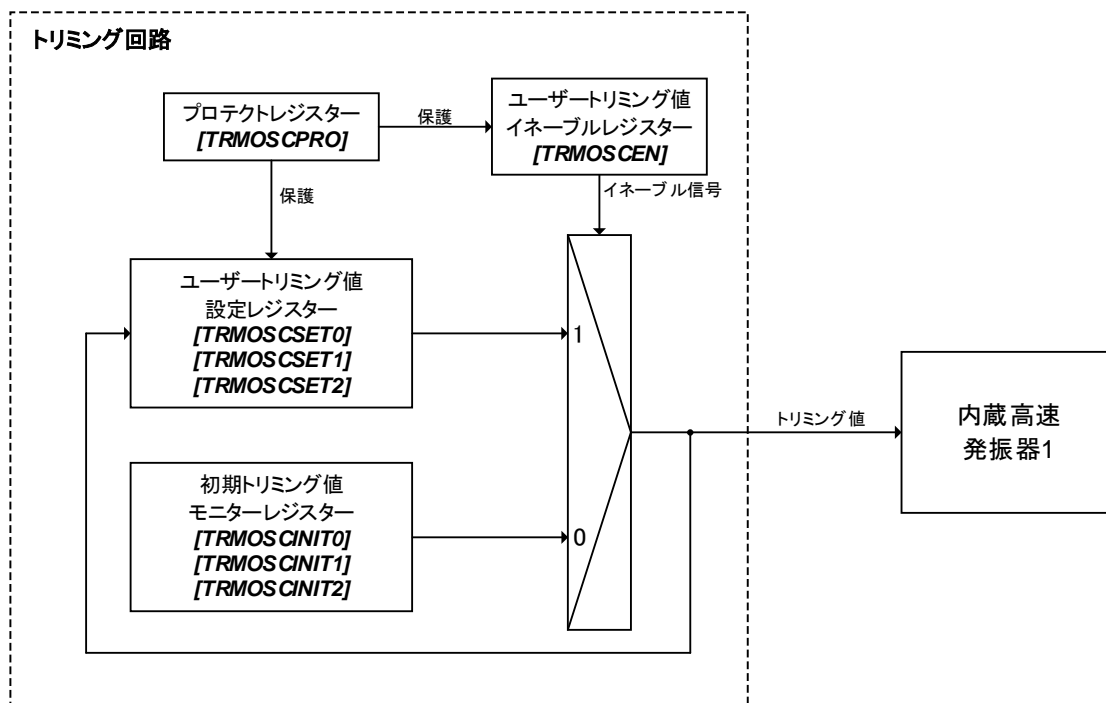 トリミング回路
プロテクトレジスター
[TRMOSCPRO]
保護
ユーザートリミング値
イネーブルレジスター
[TRMOSCEN]
保護
イネーブル信号
ユーザートリミング値
設定レジスター
[TRMOSCSET0]
[TRMOSCSET1]
[TRMOSCSET2]
1
トリミング値
内蔵高速
発振器1
初期トリミング値
モニターレジスター
[TRMOSCINIT0]
[TRMOSCINIT1]
[TRMOSCINIT2]
0